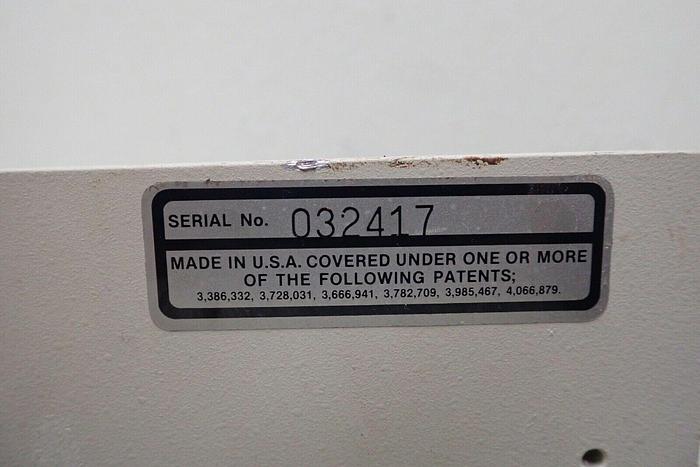 SERIAL No. 032417
MADE IN U.S.A. COVERED UNDER ONE OR MORE
OF THE FOLLOWING PATENTS;
3,386,332, 3,728,031, 3,666,941, 3,782,709, 3,985,467, 4,066,879.